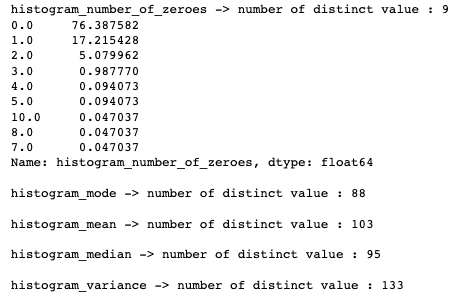 histogram_number_of_zeroes -> number of distinct value : 9
0.0     76.387582
1.0     17.215428
2.0      5.079962
3.0      0.987770
4.0      0.094073
5.0      0.094073
10.0     0.047037
8.0      0.047037
7.0      0.047037
Name: histogram_number_of_zeroes, dtype: float64
histogram_mode -> number of distinct value : 88
histogram_mean -> number of distinct value : 103
histogram_median -> number of distinct value : 95
histogram_variance -> number of distinct value : 133